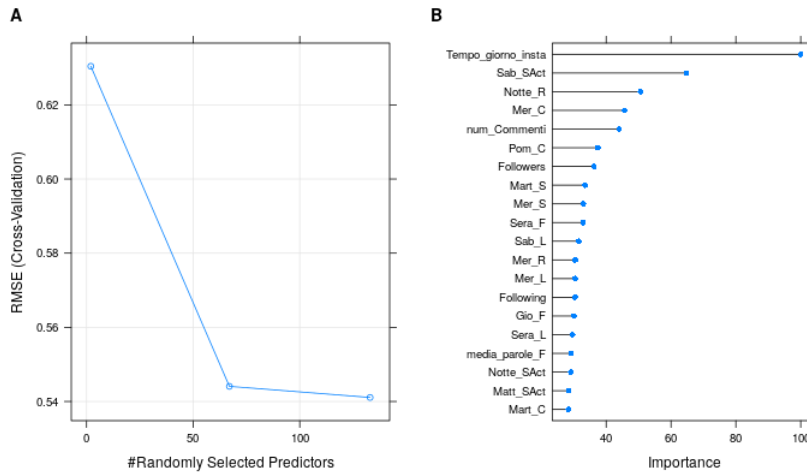 A
RMSE (Cross-Validation)
0.62
0.60
0.58
0.56
0.54
0
50
100
#Randomly Selected Predictors
B
Tempo_giorno_insta
Sab_SAct
Notte_R
Mer_C
num_Commenti
Pom_C
Followers
Mart_S
Mer_S
Sera_F
Sab_L
Mer_R
Mer_L
Following
Gio_F
Sera_L
media_parole_F
Notte_SAct
Matt_SAct
Mart_C
40
60
80
100
Importance